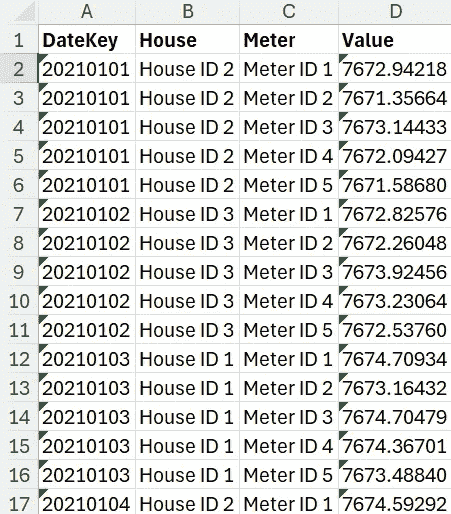 A B C D
1 DateKey House Meter Value
2 20210101 House ID 2 Meter ID 1 7672.94218
3 20210101 House ID 2 Meter ID 2 7671.35664
4 20210101 House ID 2 Meter ID 3 7673.14433
5 20210101 House ID 2 Meter ID 4 7672.09427
6 20210101 House ID 2 Meter ID 5 7671.58680
7 20210102 House ID 3 Meter ID 1 7672.82576
8 20210102 House ID 3 Meter ID 2 7672.26048
9 20210102 House ID 3 Meter ID 3 7673.92456
10 20210102 House ID 3 Meter ID 4 7673.23064
11 20210102 House ID 3 Meter ID 5 7672.53760
12 20210103 House ID 1 Meter ID 1 7674.70934
13 20210103 House ID 1 Meter ID 2 7673.16432
14 20210103 House ID 1 Meter ID 3 7674.70479
15 20210103 House ID 1 Meter ID 4 7674.36701
16 20210103 House ID 1 Meter ID 5 7673.48840
17 20210104 House ID 2 Meter ID 1 7674.59292